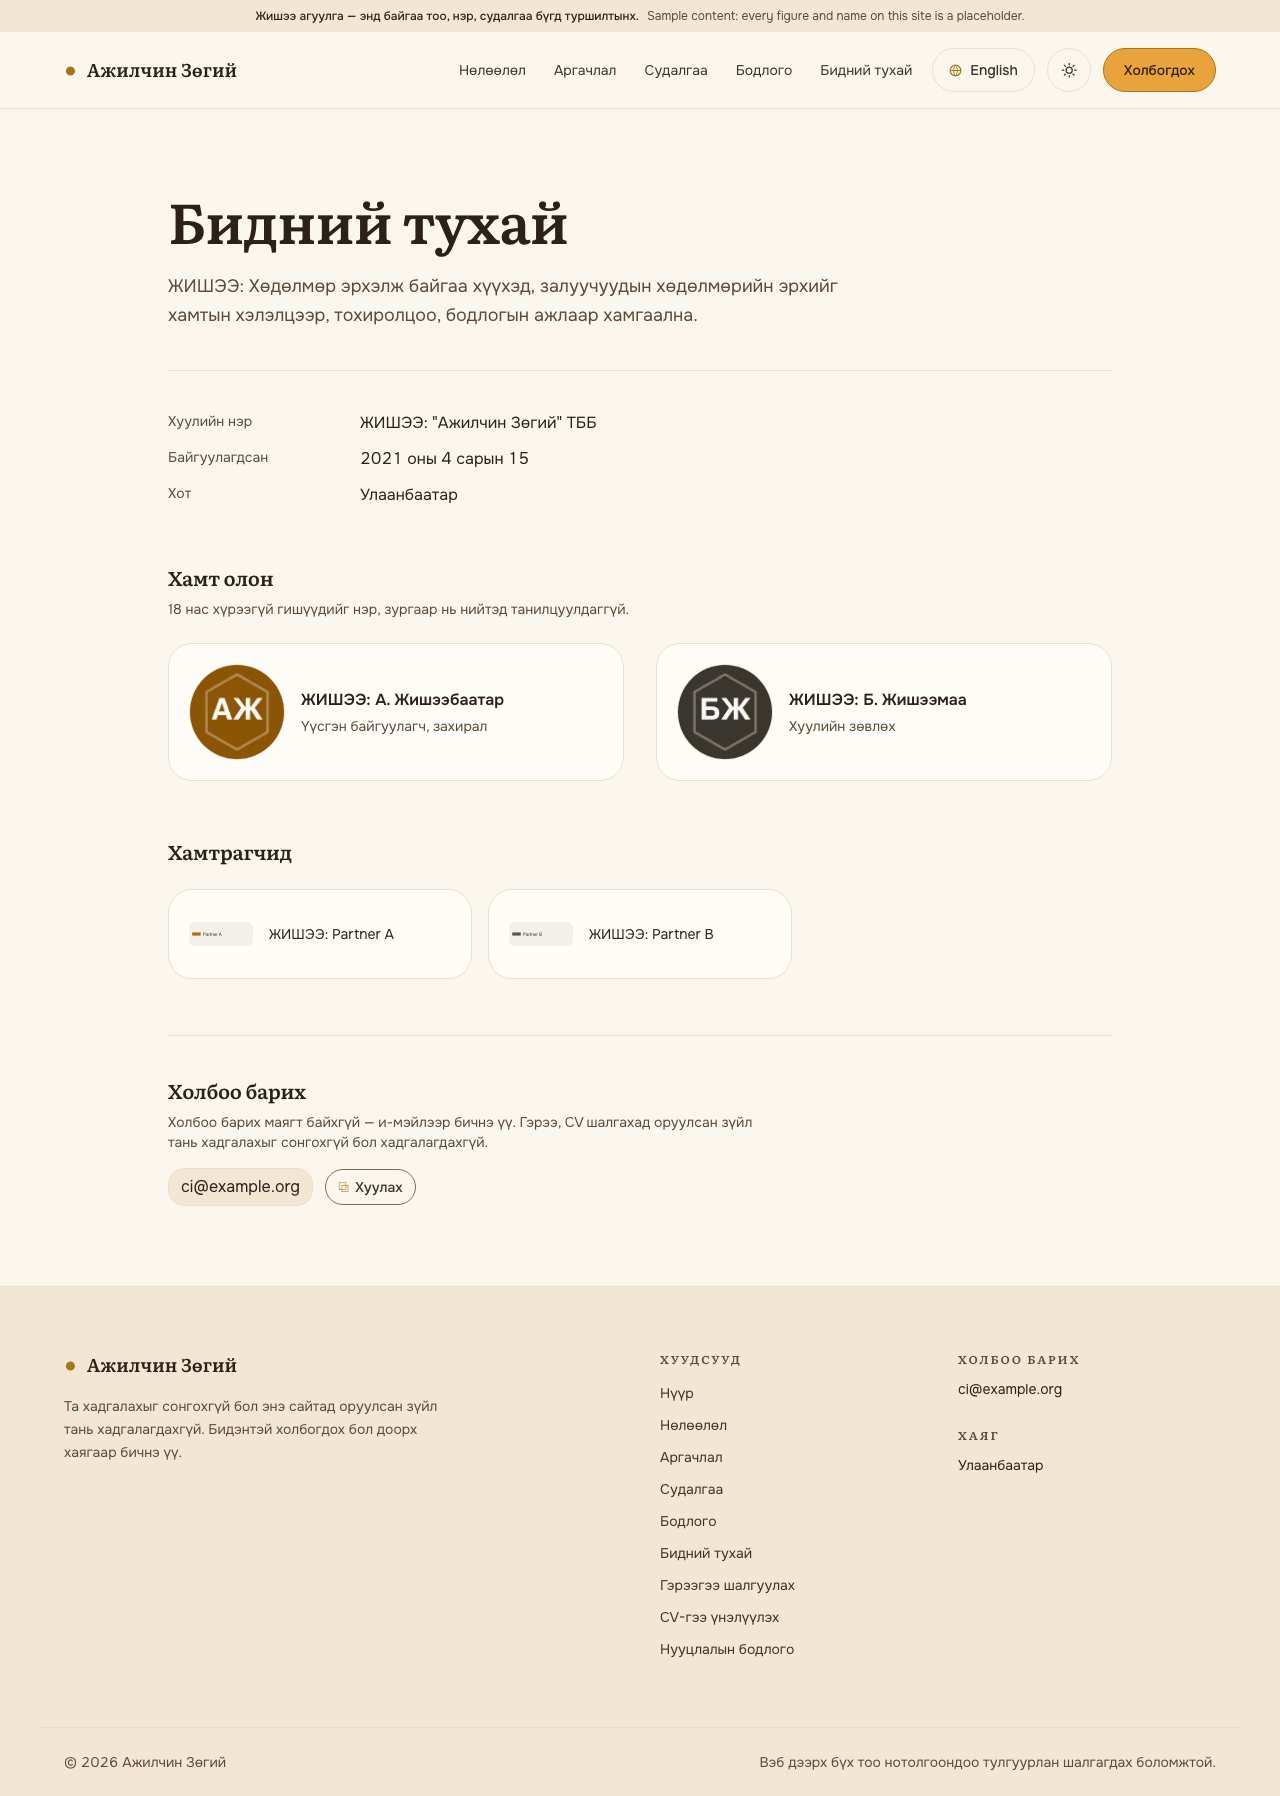 Жишээ агуулга — энд байгаа тоо, нэр, судалгаа бүгд туршилтынх. Sample content: every figure and name on this site is a placeholder.
Ажилчин Зөгий
Нөлөөлөл
Аргачлал
Судалгаа
Бодлого
Бидний тухай
English
Холбогдох
Бидний тухай
ЖИШЭЭ: Хөдөлмөр эрхэлж байгаа хүүхэд, залуучуудын хөдөлмөрийн эрхийг
хамтын хэлэлцээр, тохиролцоо, бодлогын ажлаар хамгаална.
Хуулийн нэр
ЖИШЭЭ: "Ажилчин Зөгий" ТББ
Байгуулагдсан
2021 оны 4 сарын 15
Хот
Улаанбаатар
Хамт олон
18 нас хүрээгүй гишүүдийг нэр, зургаар нь нийтэд танилцуулдаггүй.
АЖ
ЖИШЭЭ: А. Жишээбаатар
Үүсгэн байгуулагч, захирал
БЖ
ЖИШЭЭ: Б. Жишээмаа
Хуулийн зөвлөх
Хамтрагчид
Partner A
ЖИШЭЭ: Partner A
Partner B
ЖИШЭЭ: Partner B
Холбоо барих
Холбоо барих маягт байхгүй — и-мэйлээр бичнэ үү. Гэрээ, CV шалгахад оруулсан зүйл
тань хадгалахыг сонгохгүй бол хадгалагдахгүй.
ci@example.org
Хуулах
Ажилчин Зөгий
Та хадгалахыг сонгохгүй бол энэ сайтад оруулсан зүйл
тань хадгалагдахгүй. Бидэнтэй холбогдох бол доорх
хаягаар бичнэ үү.
ХУУДСУУД
Нүүр
Нөлөөлөл
Аргачлал
Судалгаа
Бодлого
Бидний тухай
Гэрээгээ шалгуулах
CV-гээ үнэлүүлэх
Нууцлалын бодлого
ХОЛБОО БАРИХ
ci@example.org
ХАЯГ
Улаанбаатар
© 2026 Ажилчин Зөгий
Вэб дээрх бүх тоо нотолгоондоо тулгуурлан шалгагдах боломжтой.